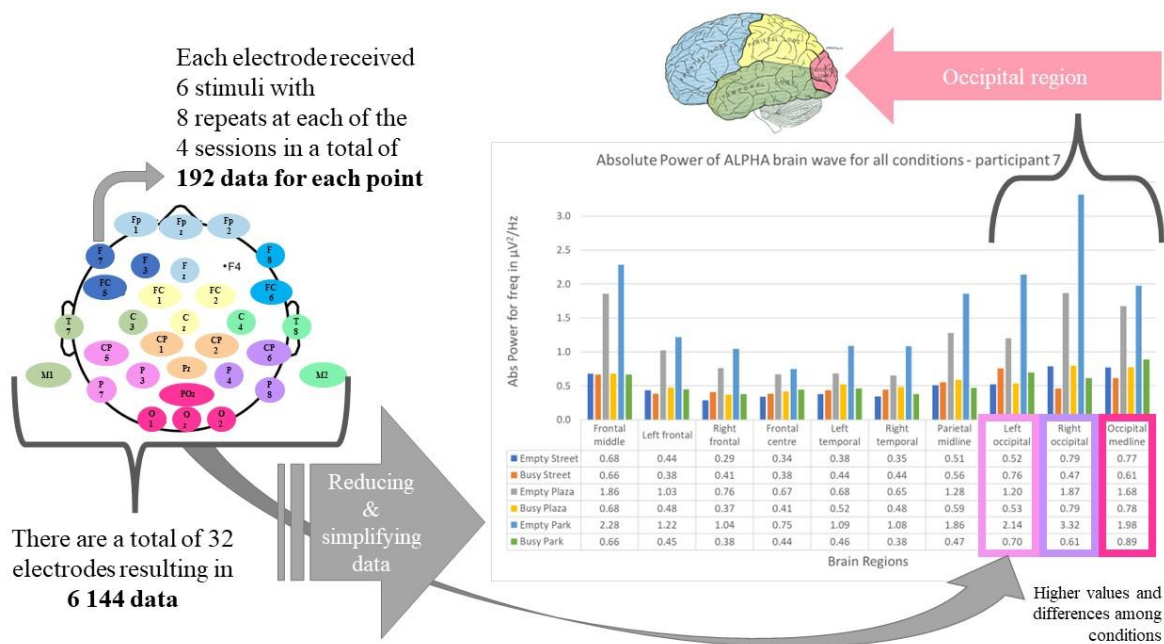 Each electrode received
6 stimuli with
8 repeats at each of the
4 sessions in a total of
192 data for each point
Fp
1
Fp
z
Fp
2
F
7
F
3
F
z
•F4
F
8
FC
5
FC
1
FC
2
FC
6
T
7
C
3
C
z
C
4
T
8
CP
5
CP
1
CP
2
CP
6
M1
P
7
P
3
Pz
P
4
P
8
M2
POz
O
1
O
z
O
2
There are a total of 32
electrodes resulting in
6 144 data
Reducing
&
simplifying
data
PARIETAL LOBE
TEMPORAL LOBE
Occipital region
Absolute Power of ALPHA brain wave for all conditions - participant 7
Abs Power for freq in µV²/Hz
3.0
2.5
2.0
1.5
1.0
0.5
0.0
Frontal middle Left frontal Right frontal Frontal centre Left temporal Right temporal Parietal midline Left occipital Right occipital Occipital medline
Empty Street 0.68 0.44 0.29 0.34 0.38 0.35 0.51 0.52 0.79 0.77
Busy Street 0.66 0.38 0.41 0.38 0.44 0.44 0.56 0.76 0.47 0.61
Empty Plaza 1.86 1.03 0.76 0.67 0.68 0.65 1.28 1.20 1.87 1.68
Busy Plaza 0.68 0.48 0.37 0.41 0.52 0.48 0.59 0.53 0.79 0.78
Empty Park 2.28 1.22 1.04 0.75 1.09 1.08 1.86 2.14 3.32 1.98
Busy Park 0.66 0.45 0.38 0.44 0.46 0.38 0.47 0.70 0.61 0.89
Brain Regions
Higher values and
differences among
conditions